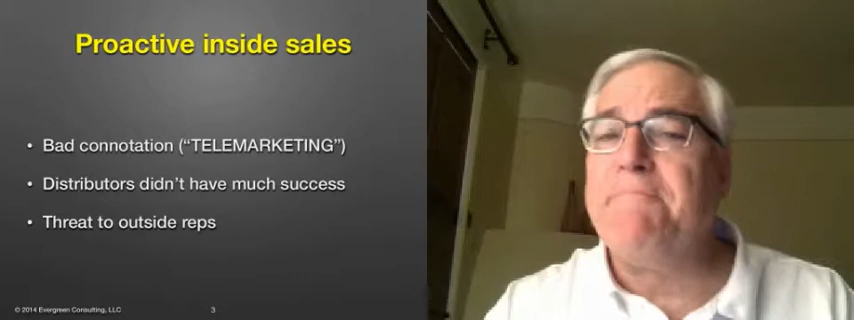 Proactive inside sales
• Bad connotation (“TELEMARKETING”)
• Distributors didn’t have much success
• Threat to outside reps
© 2014 Evergreen Consulting, LLC
3